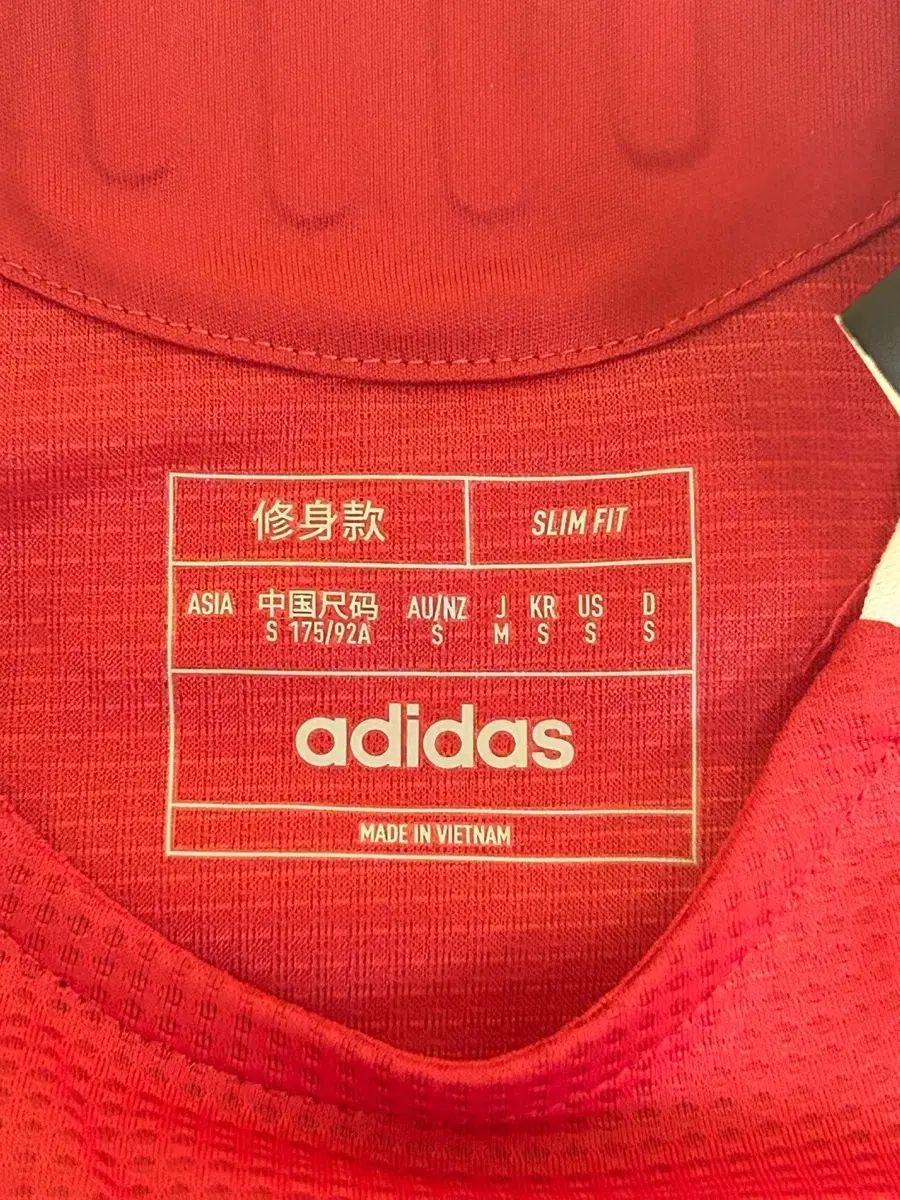 修身款 SLIM FIT
ASIA 中国尺码 AU/NZ J KR US D
S 175/92A S M S S S
adidas
MADE IN VIETNAM